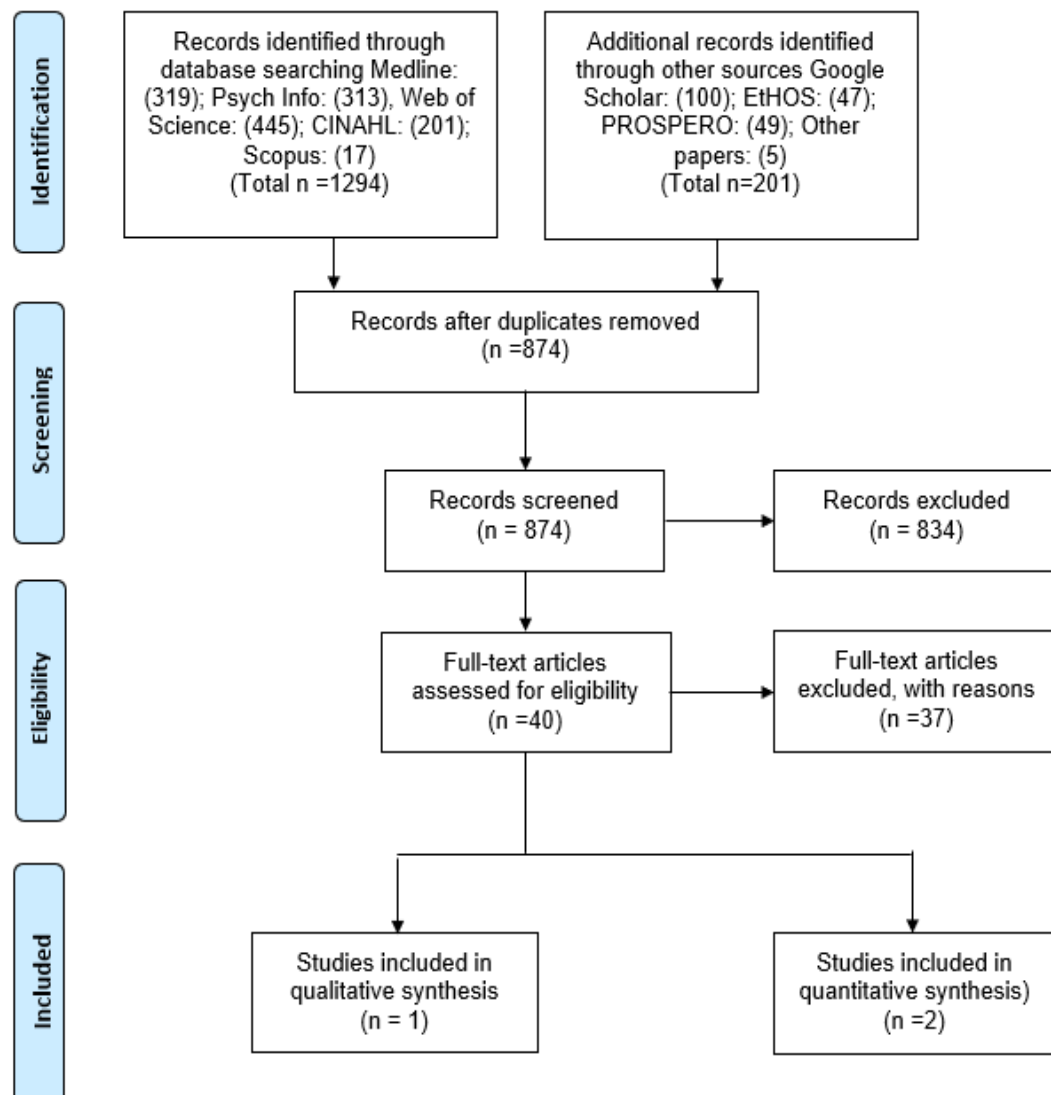 Identification
Records identified through
database searching Medline:
(319); Psych Info: (313), Web of
Science: (445); CINAHL: (201);
Scopus: (17)
(Total n =1294)
Additional records identified
through other sources Google
Scholar: (100); EtHOS: (47);
PROSPERO: (49); Other
papers: (5)
(Total n=201)
Screening
Records after duplicates removed
(n =874)
Records screened
(n = 874)
Records excluded
(n = 834)
Eligibility
Full-text articles
assessed for eligibility
(n =40)
Full-text articles
excluded, with reasons
(n =37)
Included
Studies included in
qualitative synthesis
(n = 1)
Studies included in
quantitative synthesis)
(n =2)